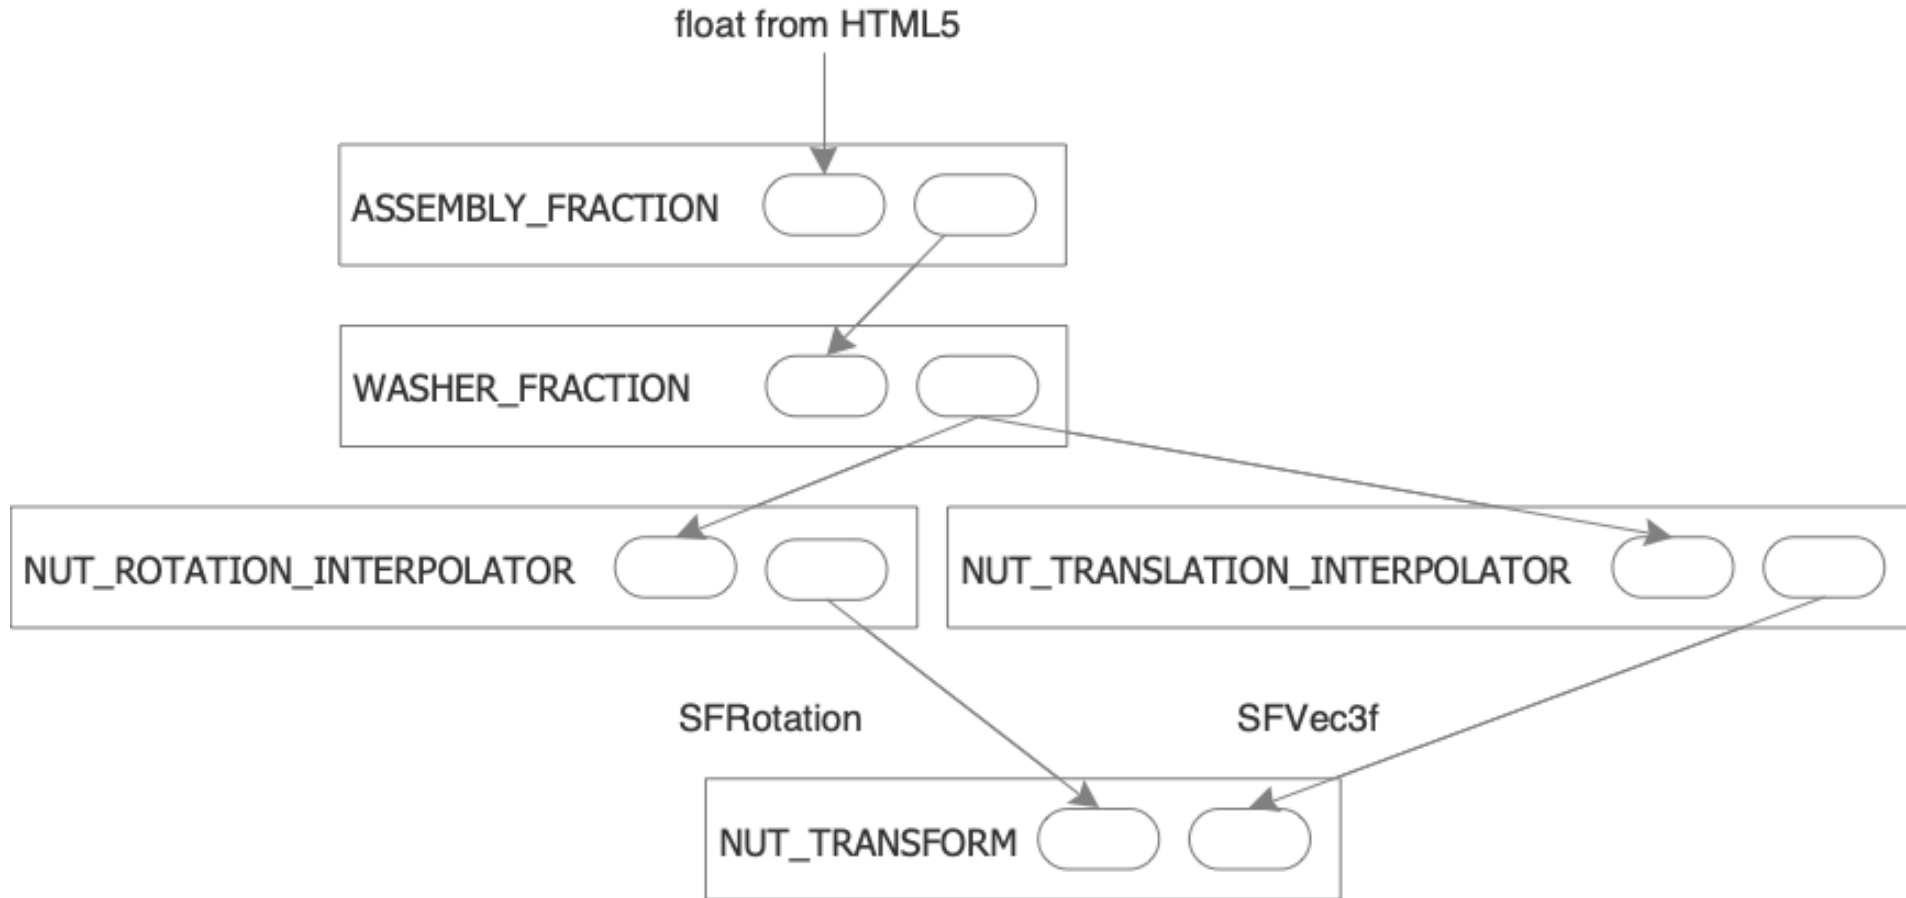 float from HTML5
ASSEMBLY_FRACTION
WASHER_FRACTION
NUT_ROTATION_INTERPOLATOR
NUT_TRANSLATION_INTERPOLATOR
SFRotation
SFVec3f
NUT_TRANSFORM